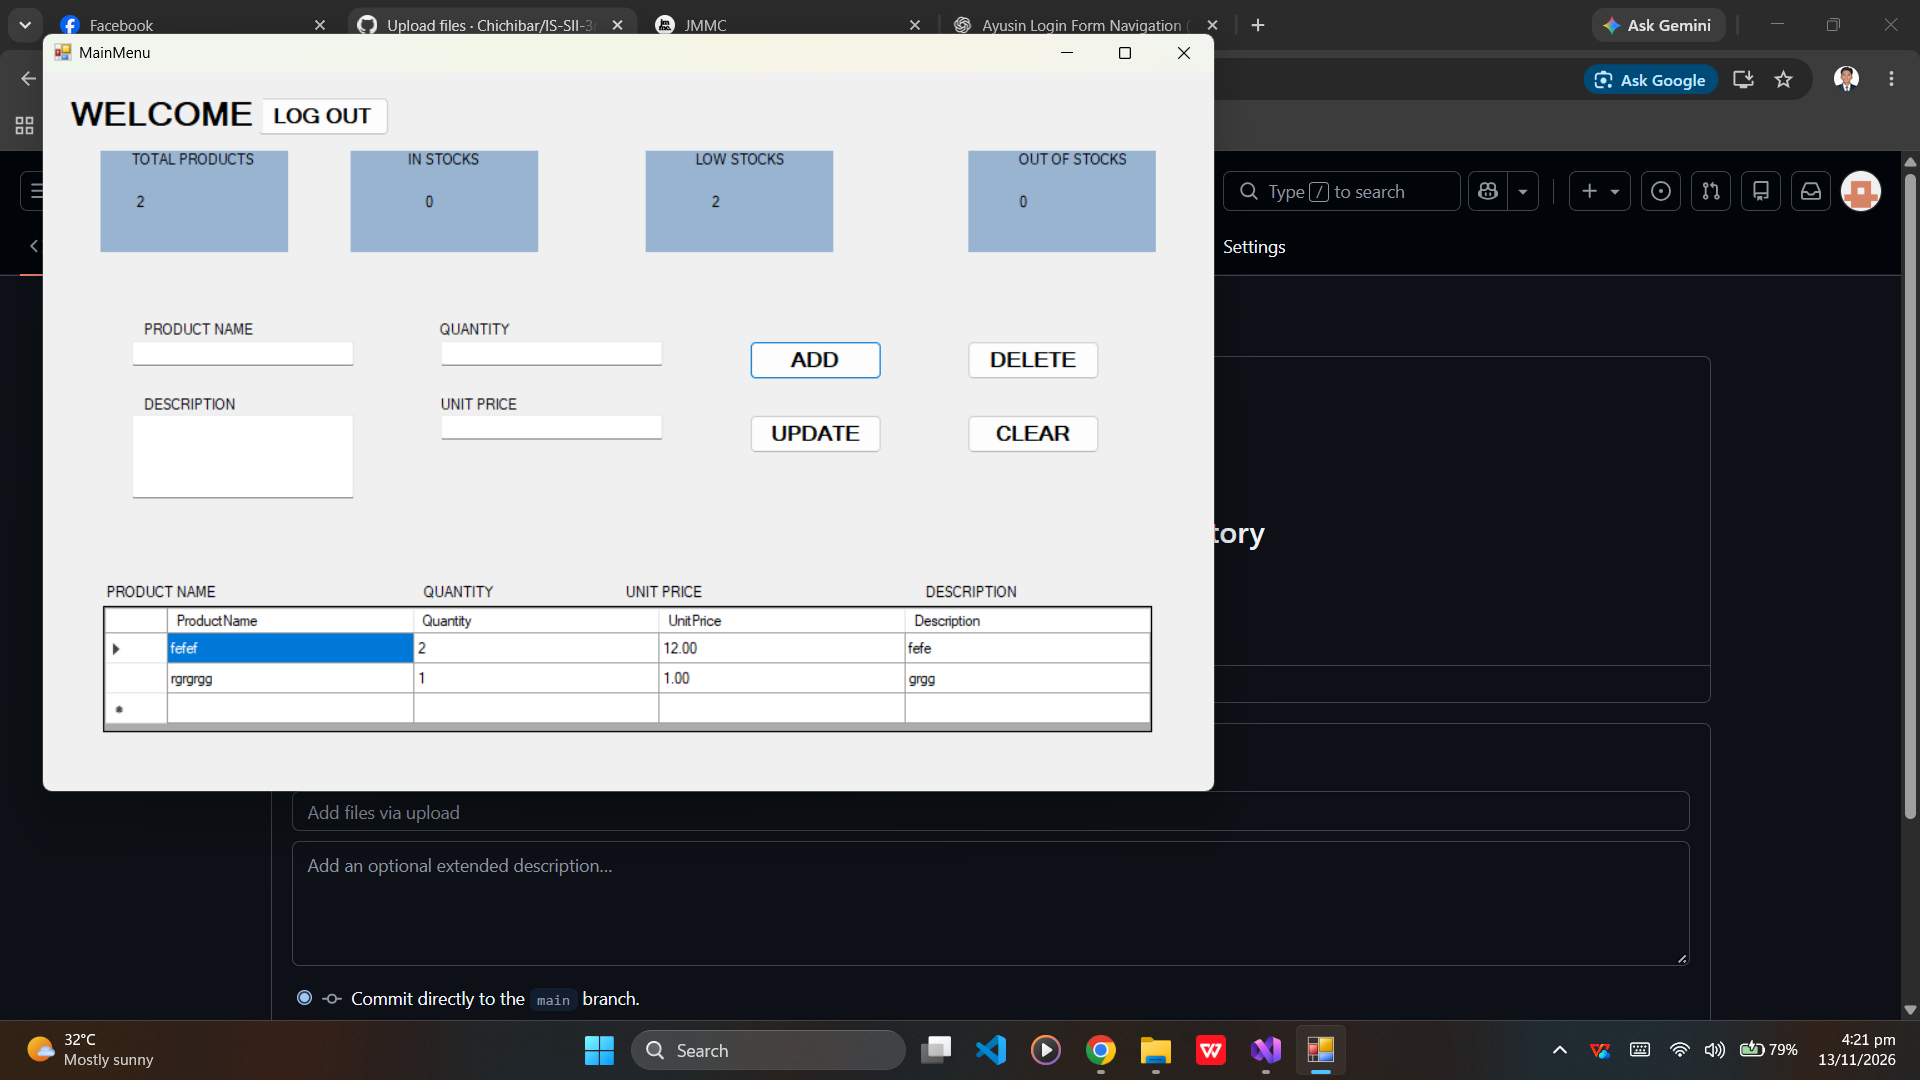 Facebook
Upload files · Chichibar/IS-SII-3
JMMC
Ayusin Login Form Navigation
Ask Gemini
MainMenu
Ask Google
WELCOME
LOG OUT
TOTAL PRODUCTS
IN STOCKS
LOW STOCKS
OUT OF STOCKS
2
0
2
0
Type / to search
Settings
PRODUCT NAME
QUANTITY
ADD
DELETE
DESCRIPTION
UNIT PRICE
UPDATE
CLEAR
tory
PRODUCT NAME
QUANTITY
UNIT PRICE
DESCRIPTION
ProductName
Quantity
UnitPrice
Description
fefef
2
12.00
fefe
rgrgrgg
1
1.00
grgg
Add files via upload
Add an optional extended description...
Commit directly to the main branch.
32°C
Mostly sunny
Search
79%
4:21 pm
13/11/2026